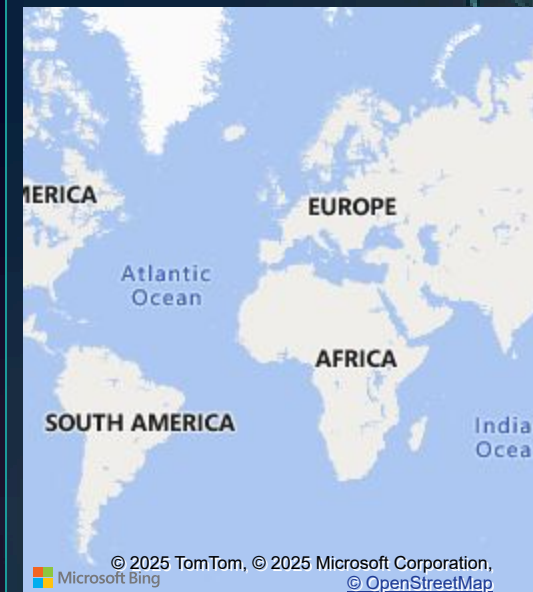 MERICA
EUROPE
Atlantic
Ocean
AFRICA
SOUTH AMERICA
India
Ocea
© 2025 TomTom, © 2025 Microsoft Corporation,
Microsoft Bing
© OpenStreetMap